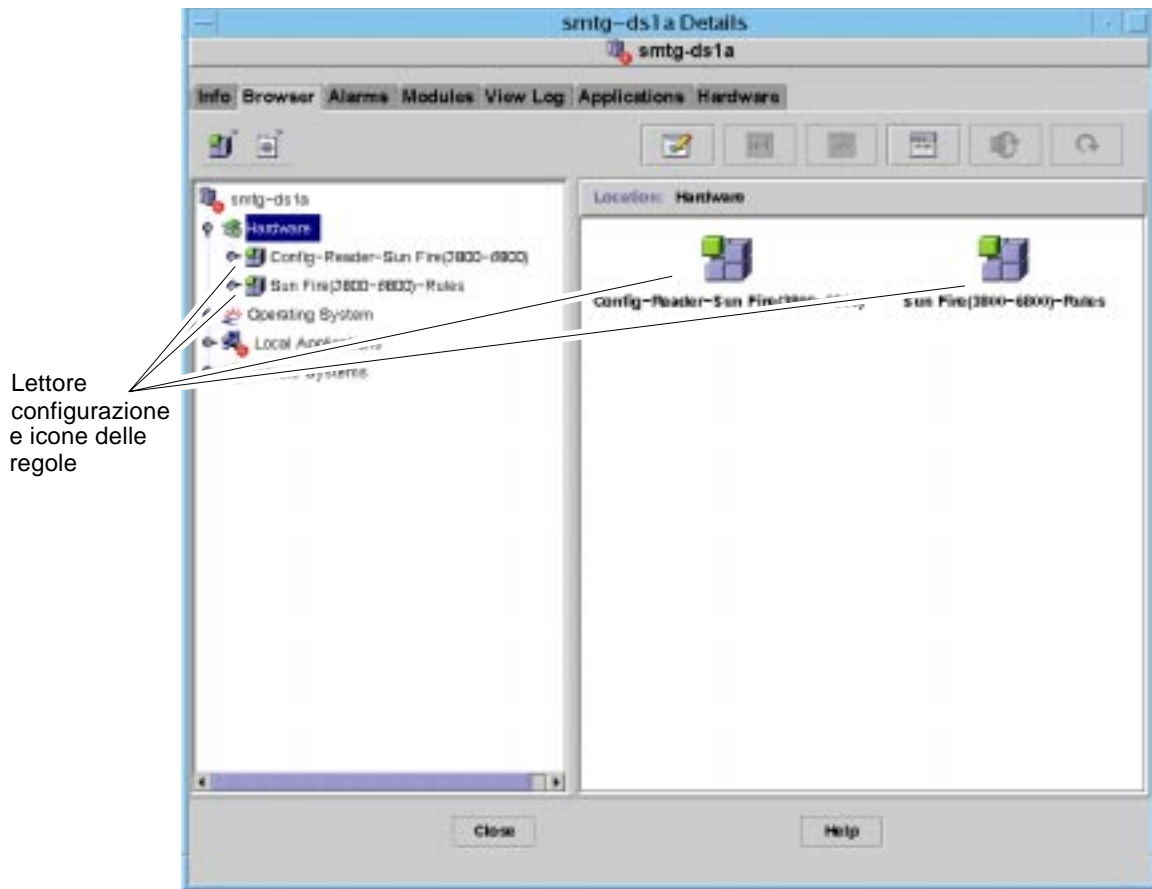 smtg-ds1a Details
smtg-ds1a
Info Browser Alarms Modules View Log Applications Hardware
smtg-ds1a
Hardware
Config-Reader-Sun Fire(3800-6800)
Sun Fire(3800-6800)-Rules
Operating System
Local
Systems
Location: Hardware
Config-Reader-Sun
Sun Fire(3800-6800)-Rules
Lettore
configurazione
e icone delle
regole
Close
Help